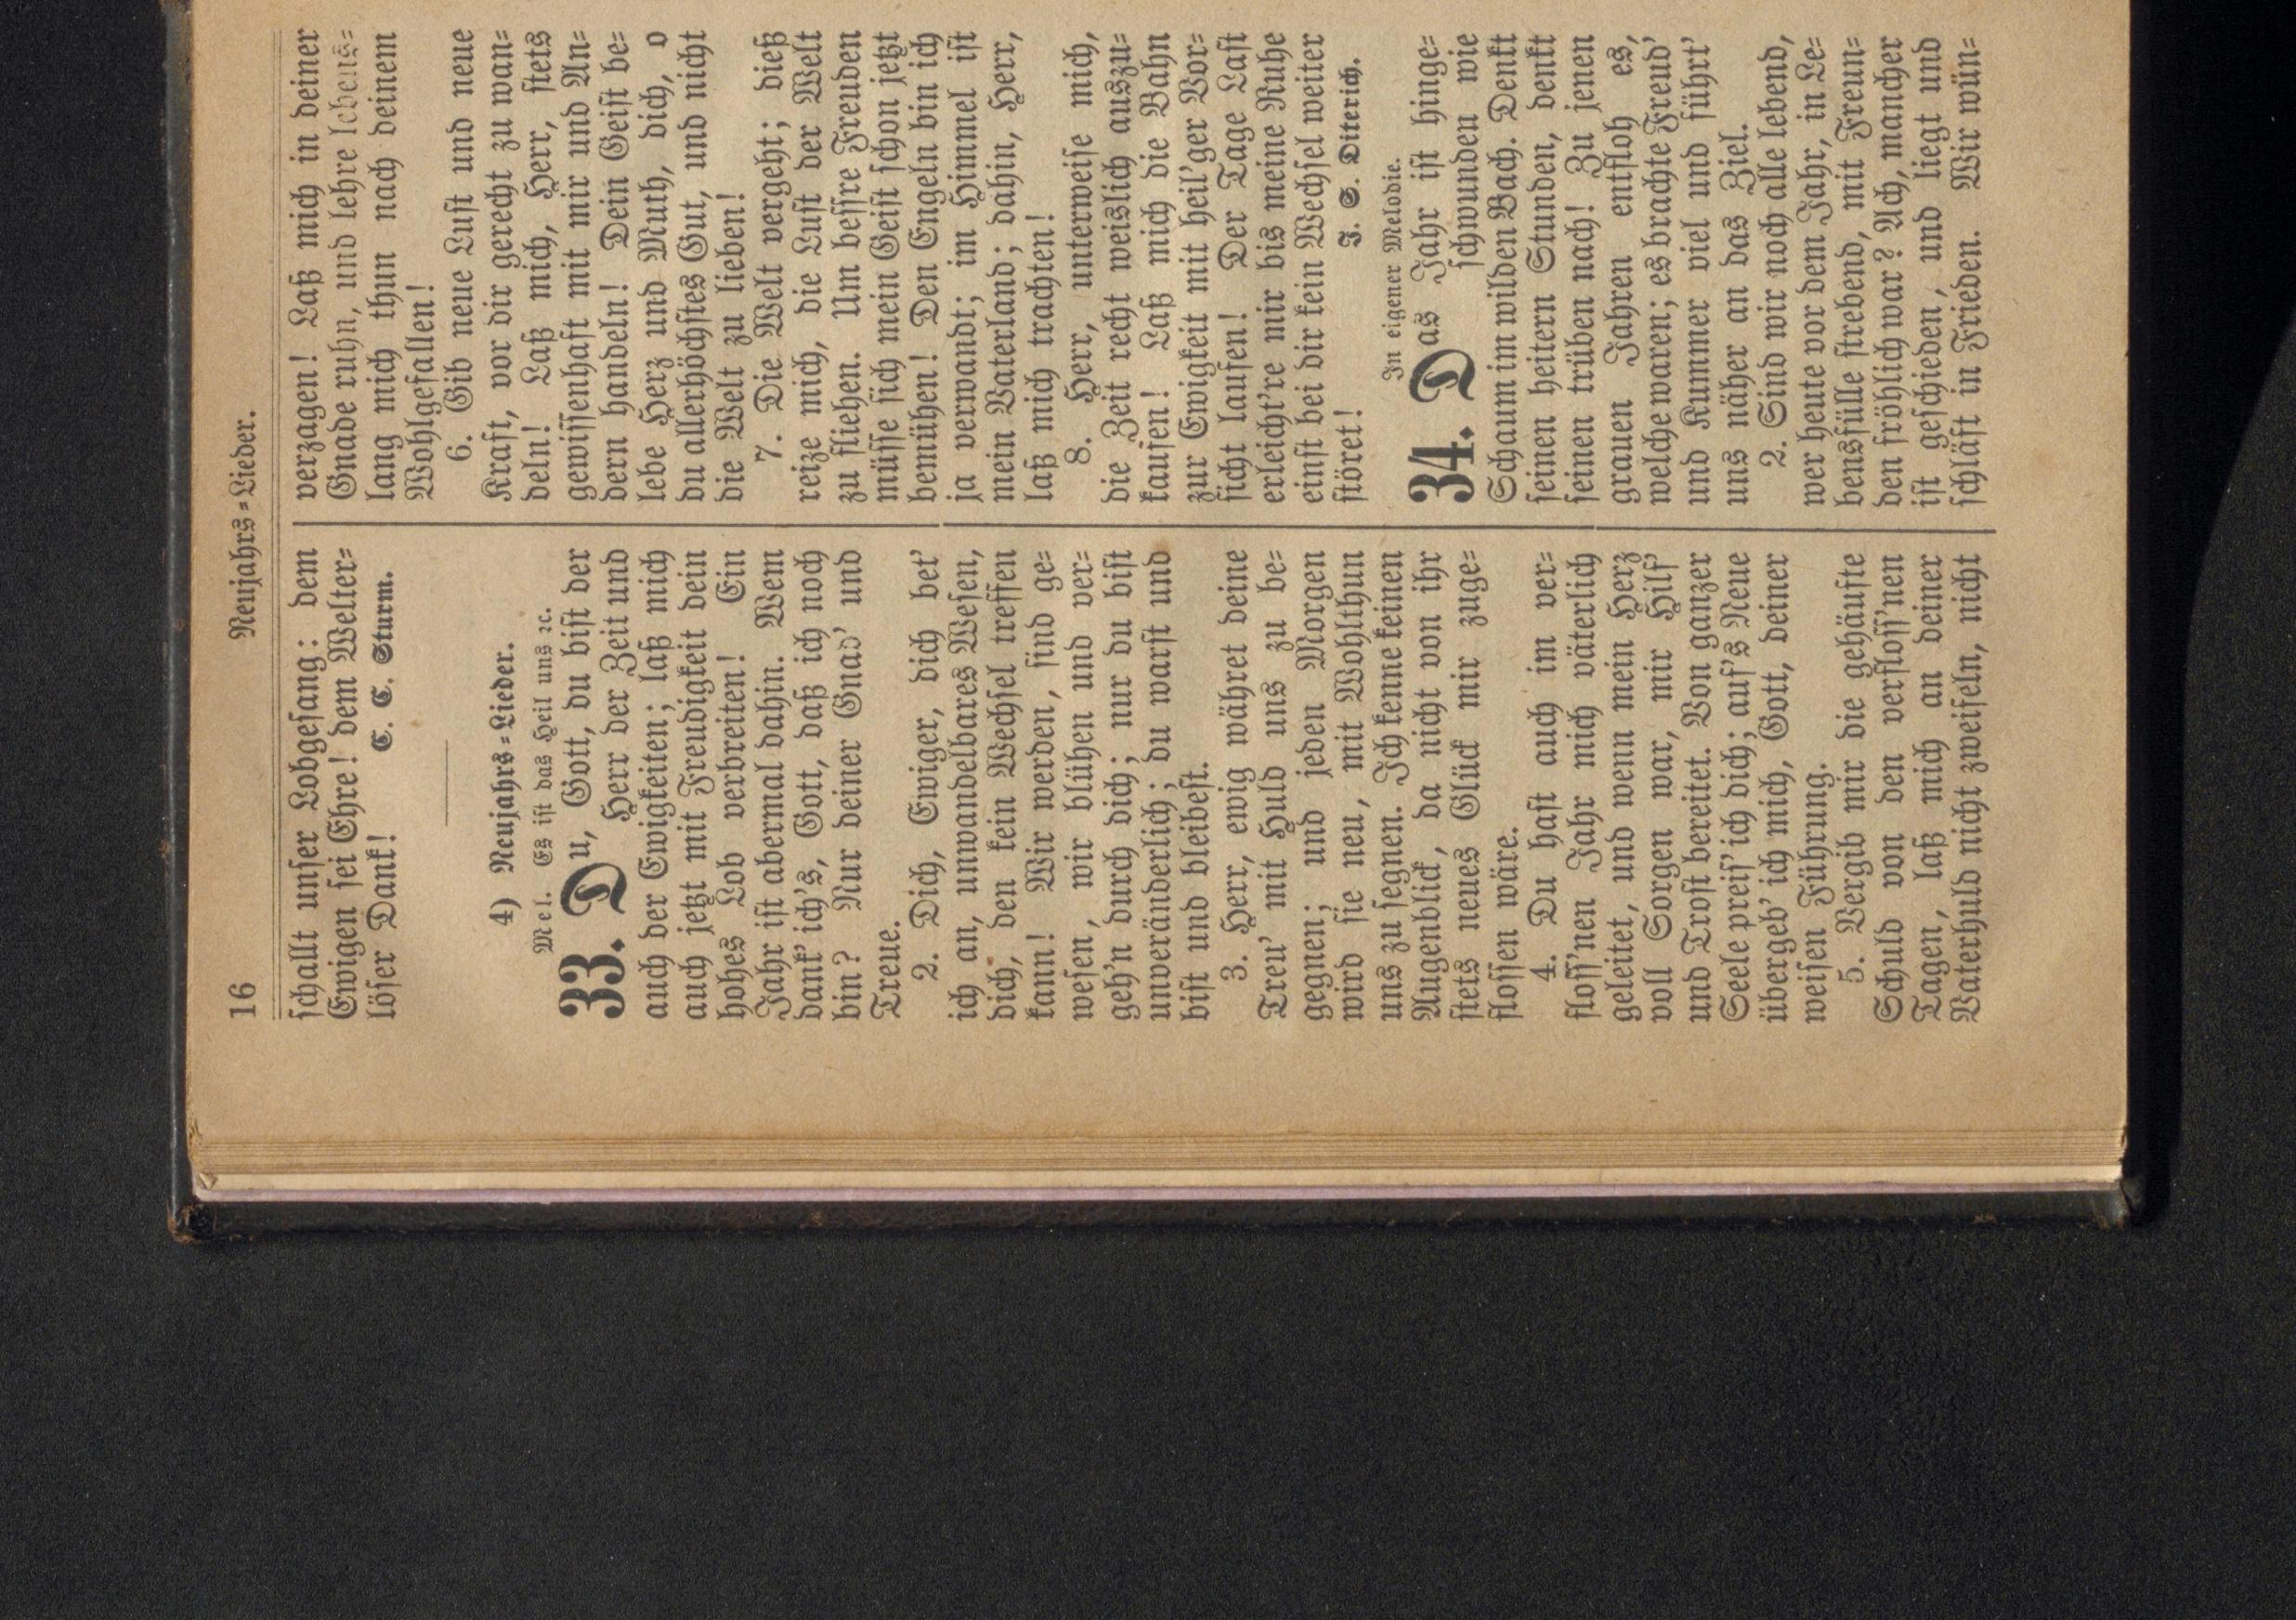 16
Neujahrs=Lieder.
schallt unser Lobgesang: dem
Ewigen sei Ehre! dem Welter=
löser Dank!
C. C. Sturm.
4) Neujahrs=Lieder.
Mel. Es ist das Heil uns ꝛc.
33. Du, Gott, du bist der
Herr der Zeit und
auch der Ewigkeiten; laß mich
auch jetzt mit Freudigkeit dein
hohes Lob verbreiten! Ein
Jahr ist abermal dahin. Wem
dank' ich's, Gott, daß ich noch
bin? Nur deiner Gnad' und
Treue.
2. Dich, Ewiger, dich bet'
ich an, unwandelbares Wesen,
dich, den kein Wechsel treffen
kann! Wir werden, sind ge=
wesen, wir blühen und ver=
geh'n durch dich; nur du bist
unveränderlich; du warst und
bist und bleibest.
3. Herr, ewig währet deine
Treu' mit Huld uns zu be=
gegnen; und jeden Morgen
wird sie neu, mit Wohlthun
uns zu segnen. Ich kenne keinen
Augenblick, da nicht von ihr
stets neues Glück mir zuge=
flossen wäre.
4. Du hast auch im ver=
floss'nen Jahr mich väterlich
geleitet, und wenn mein Herz
voll Sorgen war, mir Hilf'
und Trost bereitet. Von ganzer
Seele preis' ich dich; auf's Neue
übergeb' ich mich, Gott, deiner
weisen Führung.
5. Vergib mir die gehäufte
Schuld von den verfloss'nen
Tagen, laß mich an deiner
Vaterhuld nicht zweifeln, nicht
verzagen! Laß mich in deiner
Gnade ruhn, und lehre lebens=
lang mich thun nach deinem
Wohlgefallen!
6. Gib neue Lust und neue
Kraft, vor dir gerecht zu wan=
deln! Laß mich, Herr, stets
gewissenhaft mit mir und An=
dern handeln! Dein Geist be=
lebe Herz und Muth, dich, o
du allerhöchstes Gut, und nicht
die Welt zu lieben!
7. Die Welt vergeht; dieß
reize mich, die Lust der Welt
zu fliehen. Um bessre Freuden
müsse sich mein Geist schon jetzt
bemühen! Den Engeln bin ich
ja verwandt; im Himmel ist
mein Vaterland; dahin, Herr,
laß mich trachten!
8. Herr, unterweise mich,
die Zeit recht weislich auszu=
kaufen! Laß mich die Bahn
zur Ewigkeit mit heil'ger Vor=
sicht laufen! Der Tage Last
erleicht're mir bis meine Ruhe
einst bei dir kein Wechsel weiter
störet!
J. S. Diterich.
In eigener Melodie.
34. Das Jahr ist hinge=
schwunden wie
Schaum im wilden Bach. Denkt
seinen heitern Stunden, denkt
seinen trüben nach! Zu jenen
grauen Jahren entfloh es,
welche waren; es brachte Freud'
und Kummer viel und führt'
uns näher an das Ziel.
2. Sind wir noch alle lebend,
wer heute vor dem Jahr, in Le=
bensfülle strebend, mit Freun=
den fröhlich war? Ach, mancher
ist geschieden, und liegt und
schläft in Frieden. Wir wün=